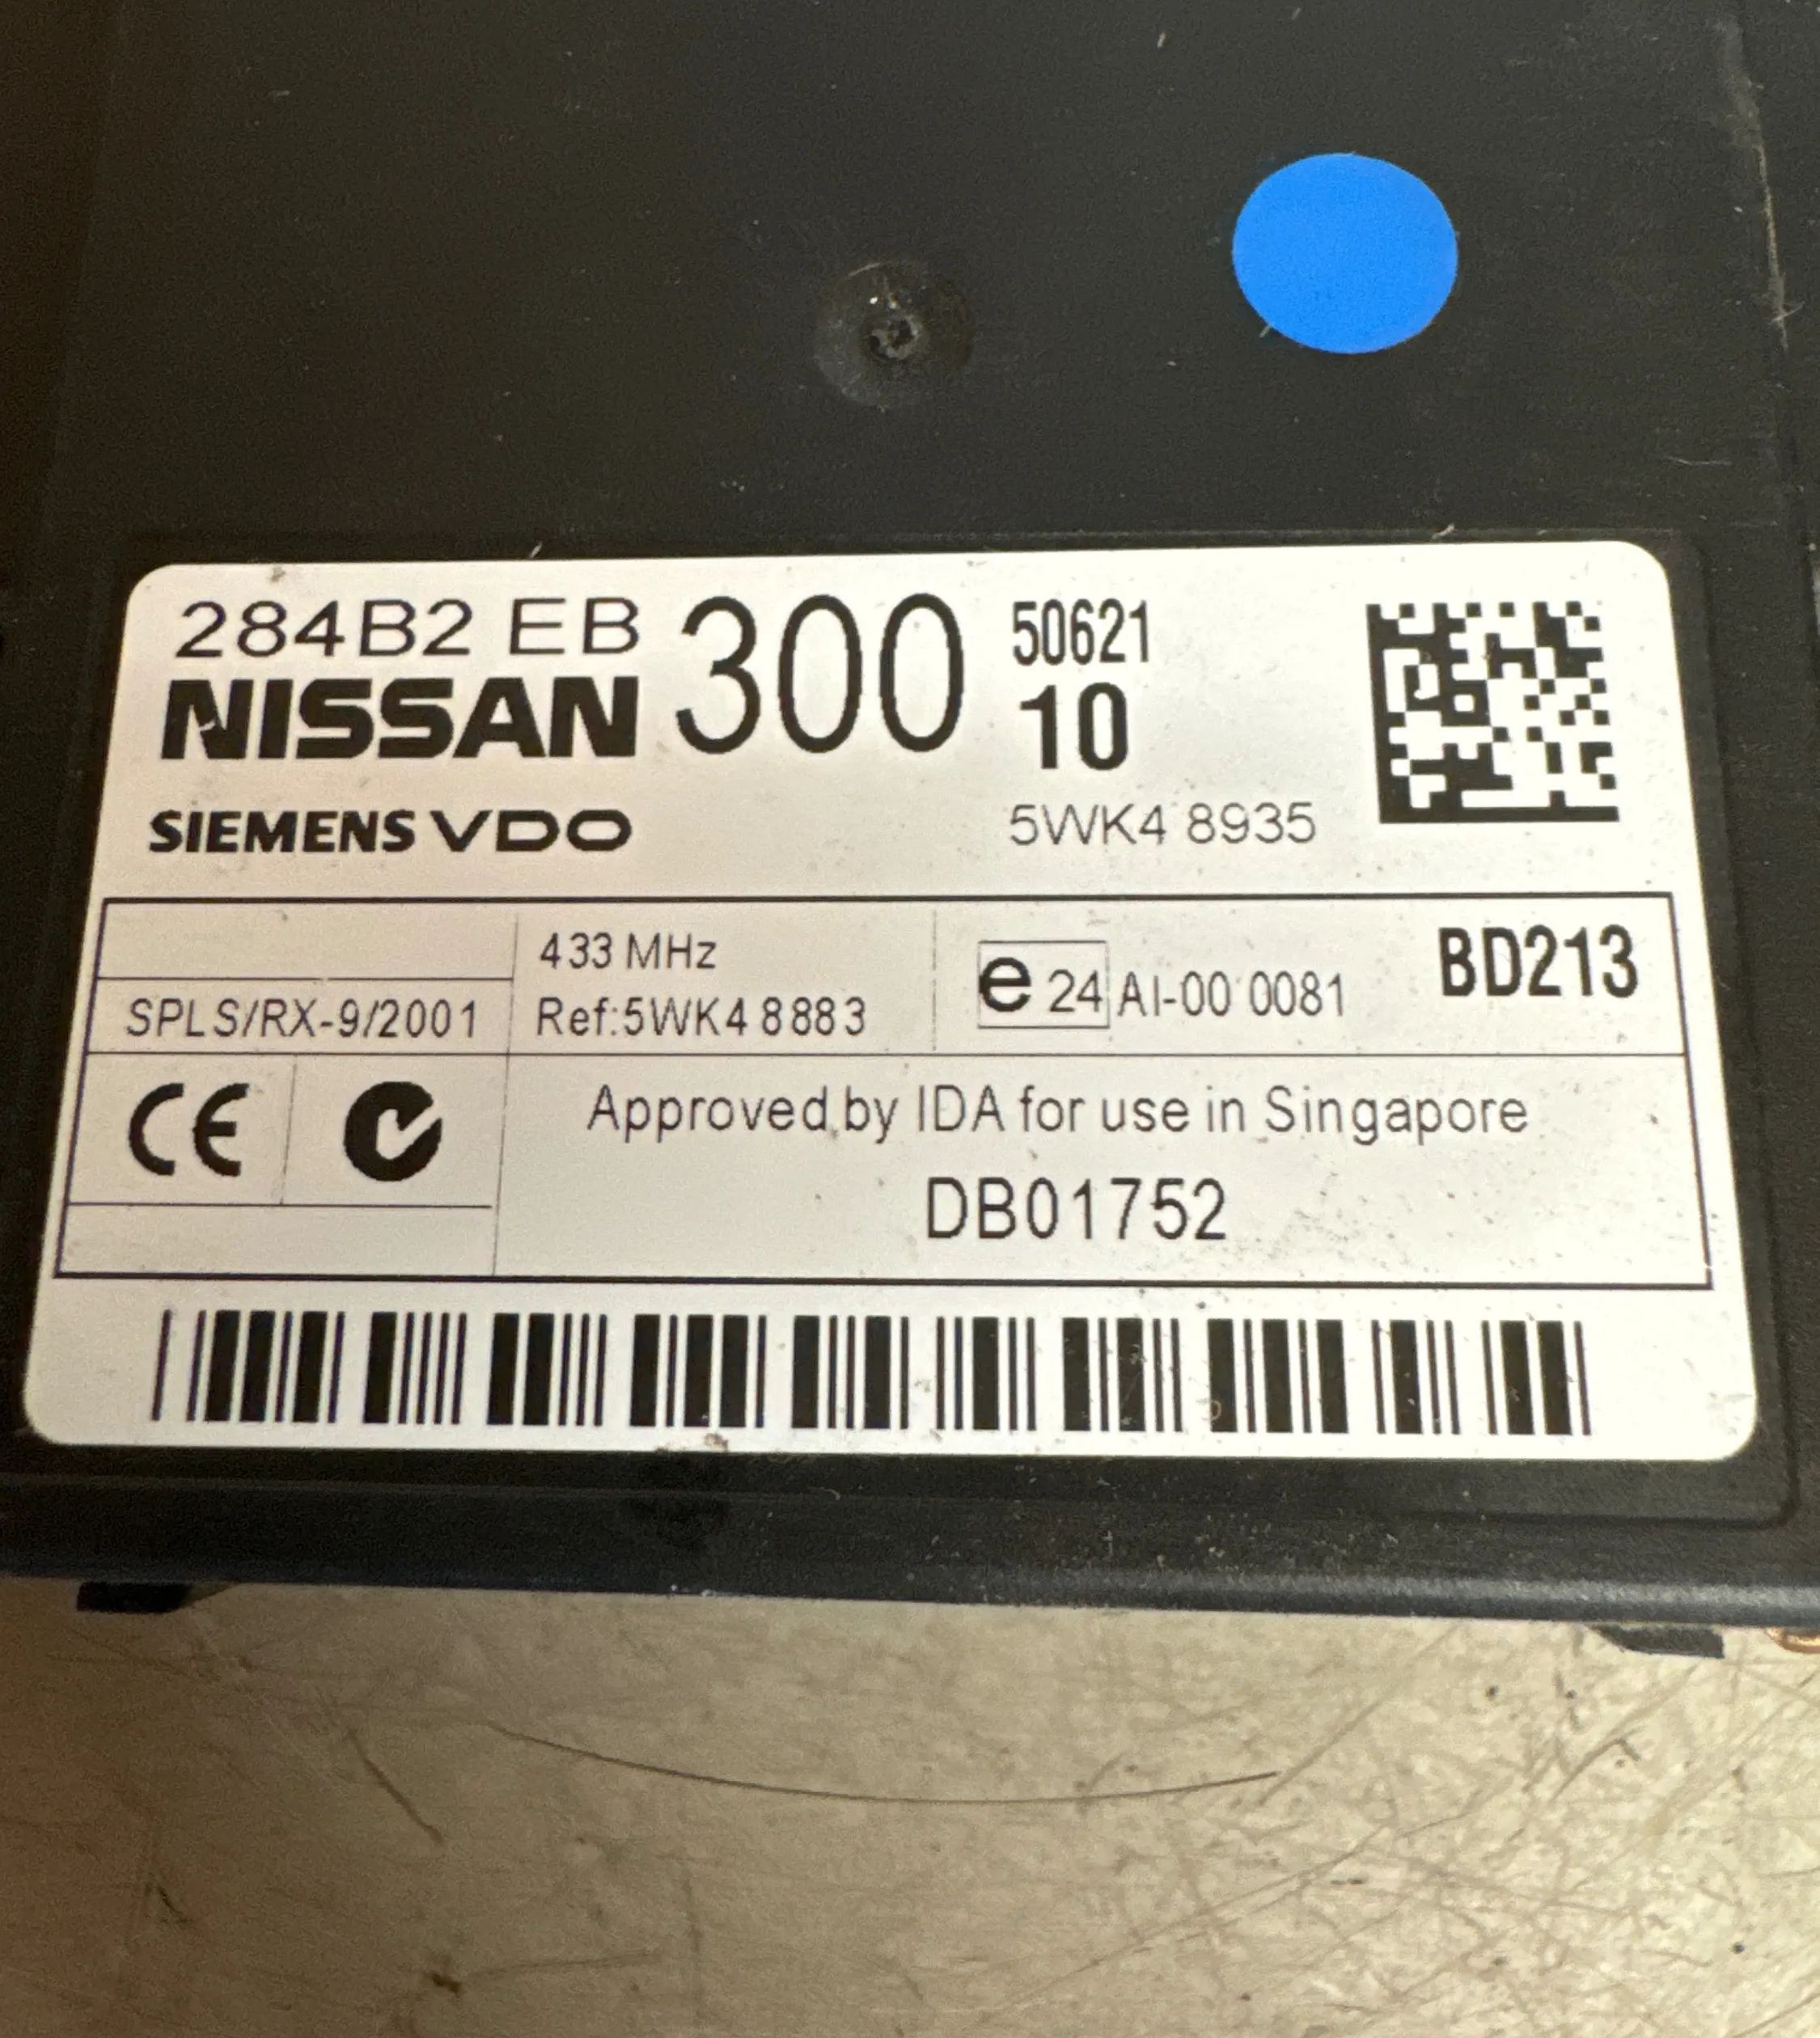 284B2 EB 300 50621
NISSAN 10
SIEMENS VDO 5WK4 8935
433 MHz
SPLS/RX-9/2001 Ref:5WK4 8883 e 24 AI-00 0081 BD213
CE
Approved by IDA for use in Singapore
DB01752